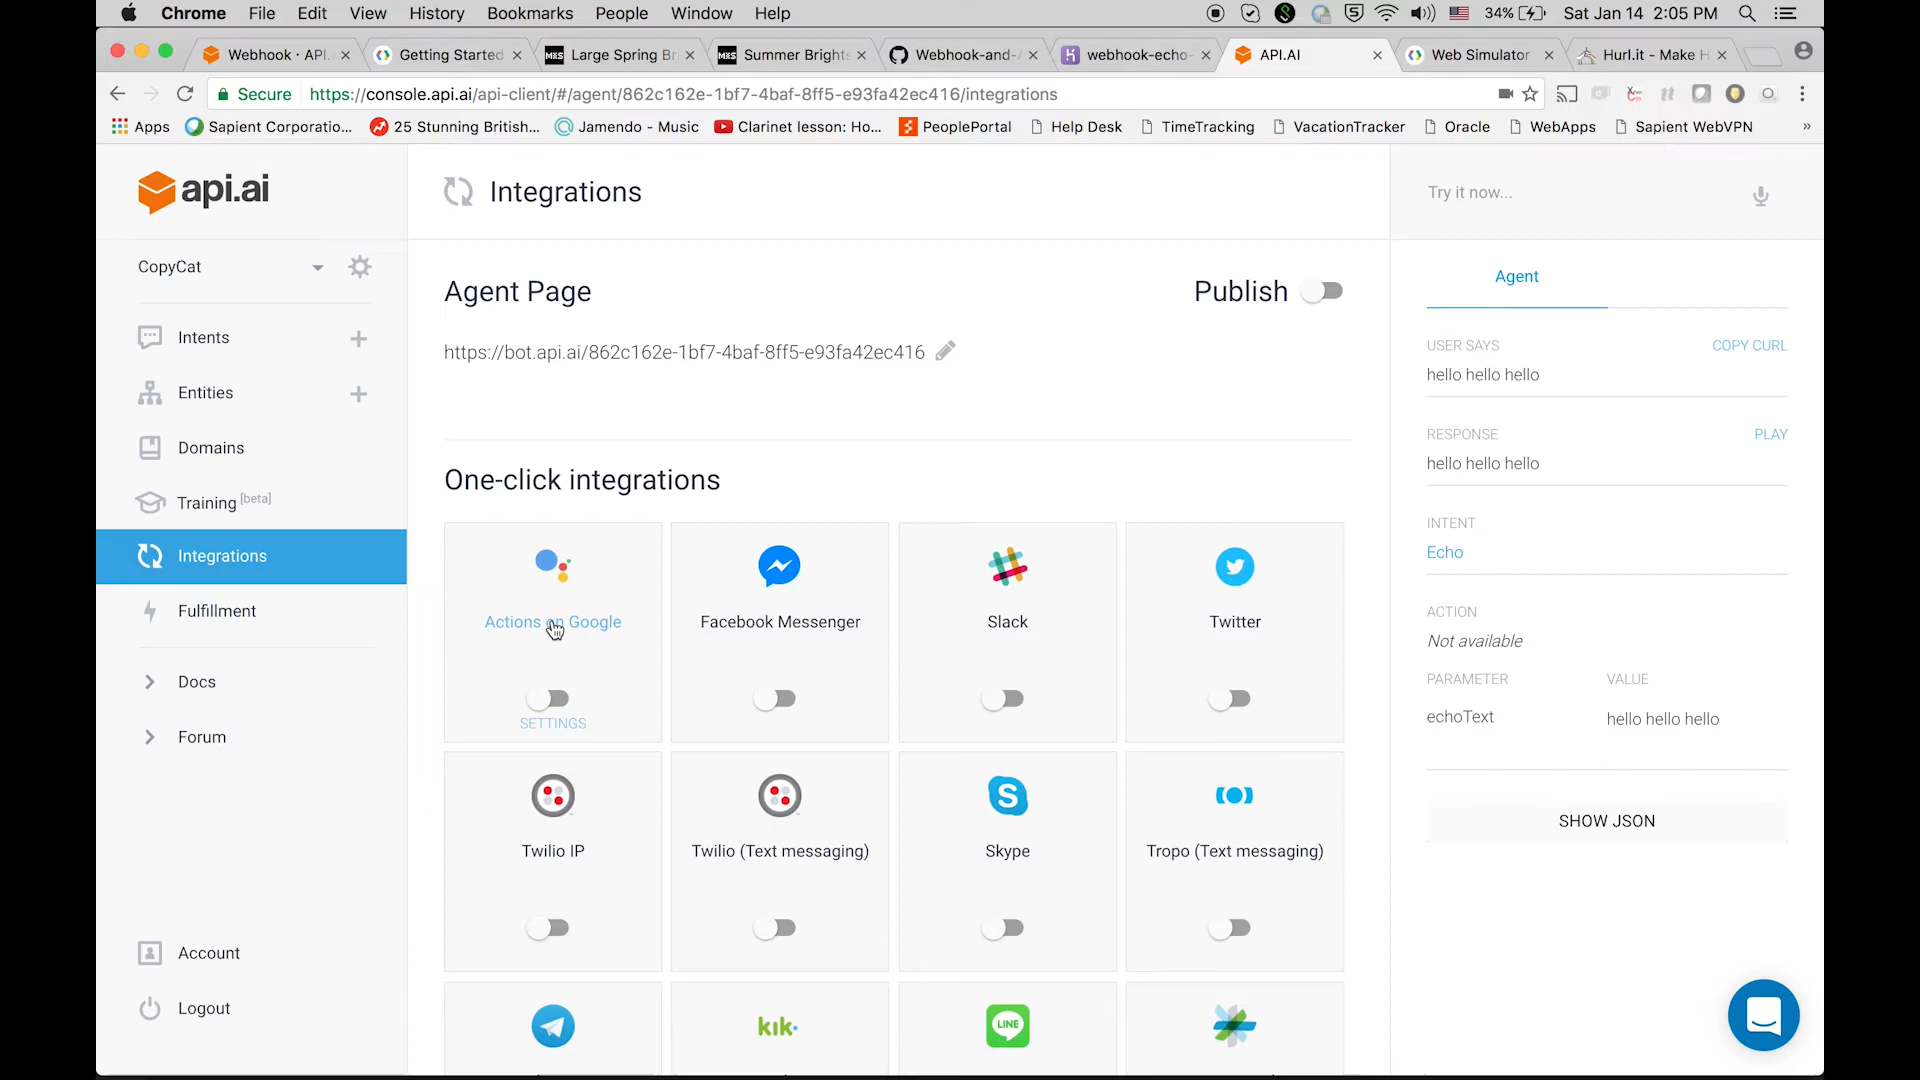 Chrome File Edit View History Bookmarks People Window Help 34% Sat Jan 14 2:05 PM
Webhook · API. Getting Started Large Spring Br Summer Brights Webhook-and- webhook-echo- API.AI Web Simulator Hurl.it - Make H
Secure https://console.api.ai/api-client/#/agent/862c162e-1bf7-4baf-8ff5-e93fa42ec416/integrations
Apps Sapient Corporatio... 25 Stunning British... Jamendo - Music Clarinet lesson: Ho... PeoplePortal Help Desk TimeTracking VacationTracker Oracle WebApps Sapient WebVPN »
api.ai
CopyCat
Intents
Entities
Domains
Training [beta]
Integrations
Fulfillment
Docs
Forum
Account
Logout
Integrations
Agent Page Publish
https://bot.api.ai/862c162e-1bf7-4baf-8ff5-e93fa42ec416
One-click integrations
Actions on Google Facebook Messenger Slack Twitter
SETTINGS
Twilio IP Twilio (Text messaging) Skype Tropo (Text messaging)
kik LINE
Try it now...
Agent
USER SAYS COPY CURL
hello hello hello
RESPONSE PLAY
hello hello hello
INTENT
Echo
ACTION
Not available
PARAMETER VALUE
echoText hello hello hello
SHOW JSON